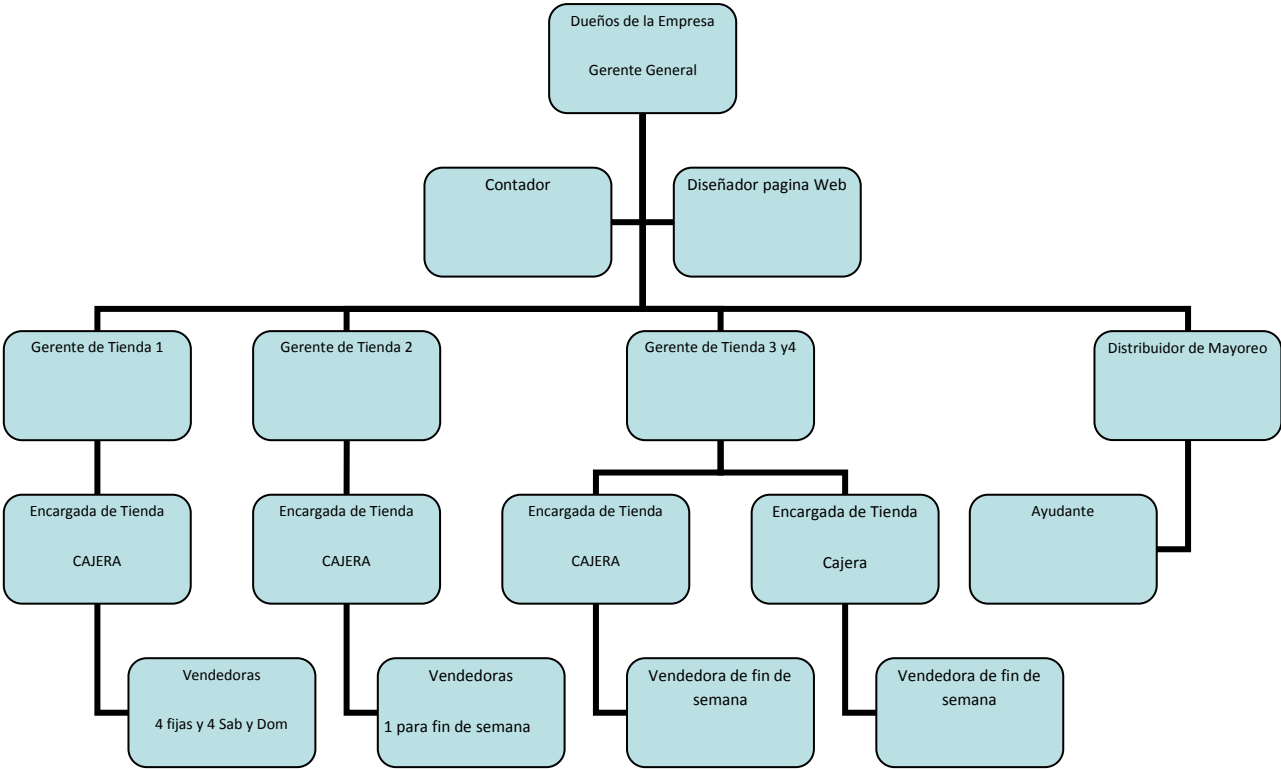 Dueños de la Empresa
Gerente General
Contador
Diseñador pagina Web
Gerente de Tienda 1
Gerente de Tienda 2
Gerente de Tienda 3 y4
Distribuidor de Mayoreo
Encargada de Tienda
CAJERA
Encargada de Tienda
CAJERA
Encargada de Tienda
CAJERA
Encargada de Tienda
Cajera
Ayudante
Vendedoras
4 fijas y 4 Sab y Dom
Vendedoras
1 para fin de semana
Vendedora de fin de
semana
Vendedora de fin de
semana